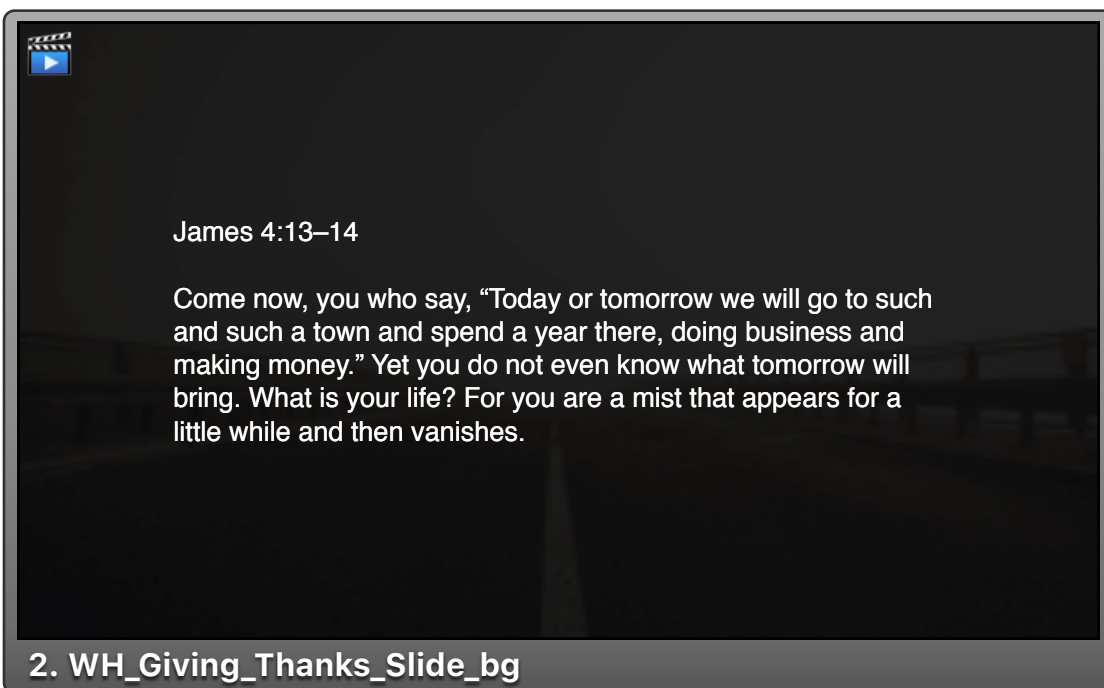 James 4:13–14
Come now, you who say, “Today or tomorrow we will go to such
and such a town and spend a year there, doing business and
making money.” Yet you do not even know what tomorrow will
bring. What is your life? For you are a mist that appears for a
little while and then vanishes.
2. WH_Giving_Thanks_Slide_bg